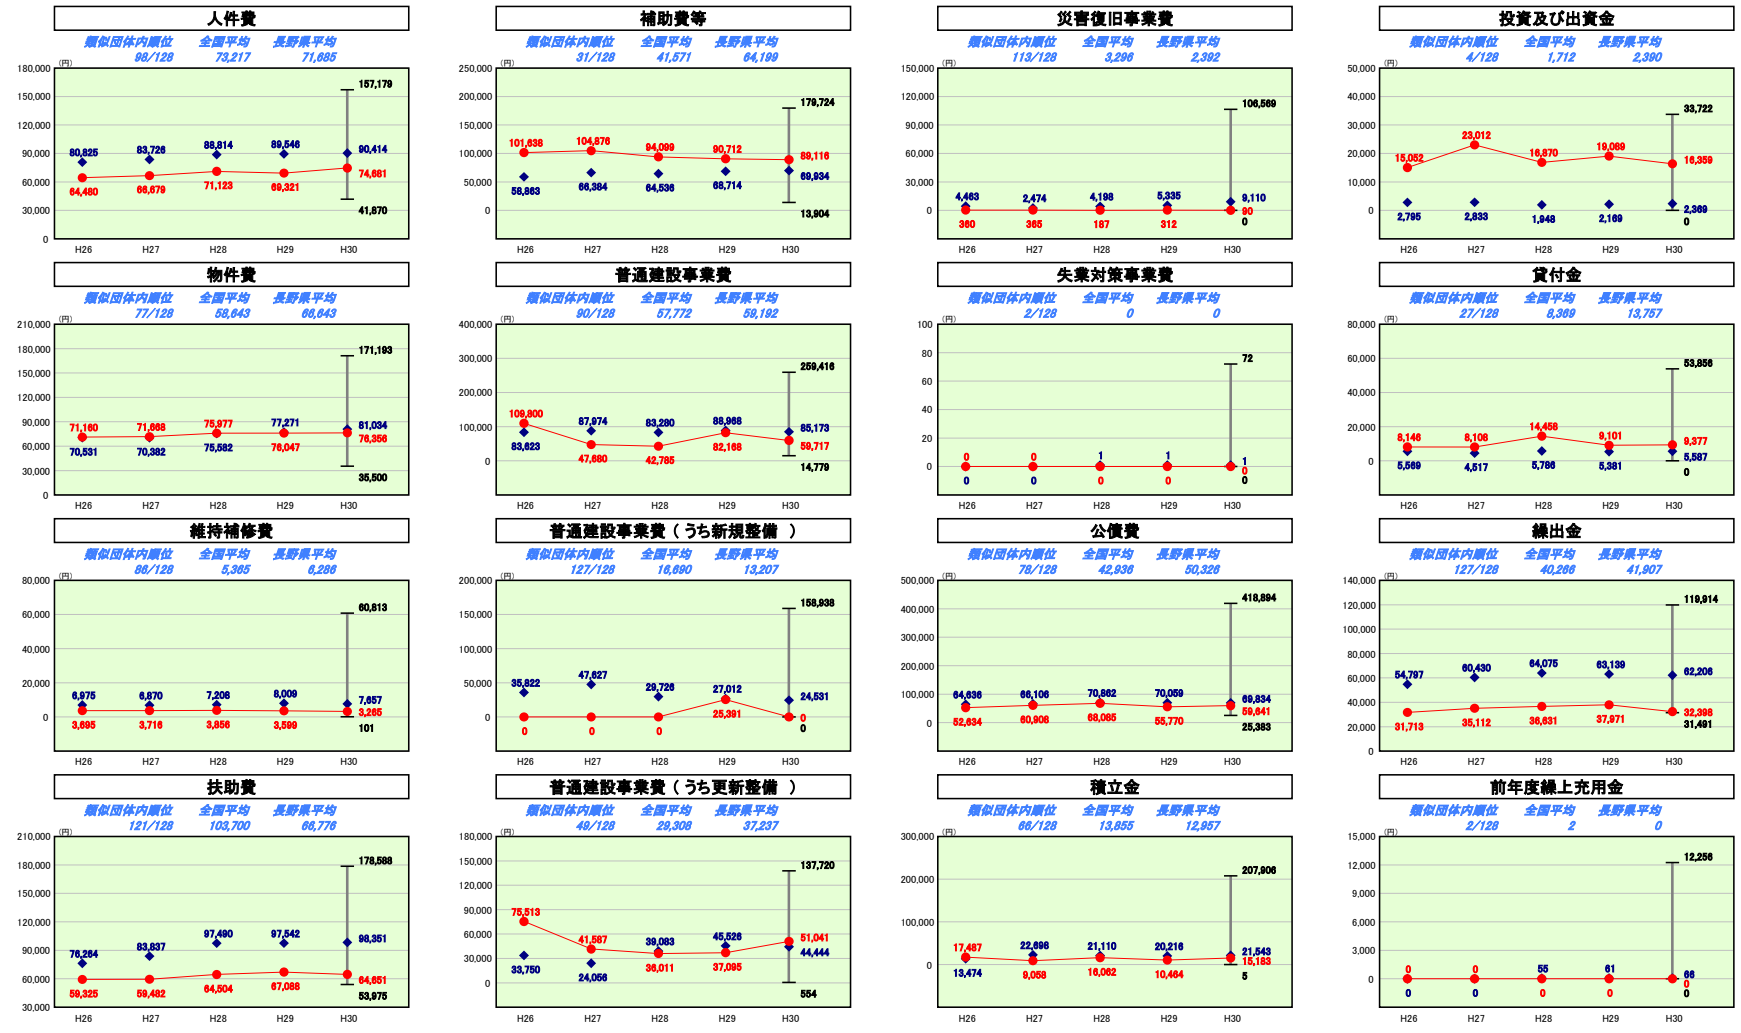 人件費
類似団体内順位 全国平均 長野県平均
98/128 73,217 71,685
(円)
180,000
150,000
120,000
90,000
60,000
30,000
0
80,825 83,726 88,814 89,546 90,414
64,480 66,679 71,123 69,321 74,681
157,179
41,870
H26 H27 H28 H29 H30
補助費等
類似団体内順位 全国平均 長野県平均
31/128 41,571 64,199
(円)
250,000
200,000
150,000
100,000
50,000
0
101,638 104,876 94,099 90,712 89,116
58,863 66,384 64,536 68,714 69,934
179,724
13,904
H26 H27 H28 H29 H30
災害復旧事業費
類似団体内順位 全国平均 長野県平均
113/128 3,296 2,392
(円)
150,000
120,000
90,000
60,000
30,000
0
4,463 2,474 4,198 5,335 9,110
360 365 187 312 90
106,569
0
H26 H27 H28 H29 H30
投資及び出資金
類似団体内順位 全国平均 長野県平均
4/128 1,712 2,390
(円)
50,000
40,000
30,000
20,000
10,000
0
15,052 23,012 16,870 19,089 16,359
2,795 2,833 1,948 2,169 2,369
33,722
0
H26 H27 H28 H29 H30
物件費
類似団体内順位 全国平均 長野県平均
77/128 58,643 66,643
(円)
210,000
180,000
150,000
120,000
90,000
60,000
30,000
0
71,160 71,668 75,977 77,271 81,034
70,531 70,382 75,582 76,047 76,356
171,193
35,500
H26 H27 H28 H29 H30
普通建設事業費
類似団体内順位 全国平均 長野県平均
90/128 57,772 59,192
(円)
400,000
300,000
200,000
100,000
0
109,800 87,974 83,280 88,968 85,173
83,623 47,680 42,785 82,168 59,717
259,416
14,779
H26 H27 H28 H29 H30
失業対策事業費
類似団体内順位 全国平均 長野県平均
2/128 0 0
(円)
100
80
60
40
20
0
0 0 1 1 1
0 0 0 0 0
72
0
H26 H27 H28 H29 H30
貸付金
類似団体内順位 全国平均 長野県平均
27/128 8,369 13,757
(円)
80,000
60,000
40,000
20,000
0
8,146 8,108 14,458 9,101 9,377
5,569 4,517 5,786 5,381 5,587
53,856
0
H26 H27 H28 H29 H30
維持補修費
類似団体内順位 全国平均 長野県平均
86/128 5,365 6,286
(円)
80,000
60,000
40,000
20,000
0
6,975 6,870 7,208 8,009 7,657
3,695 3,716 3,856 3,599 3,265
60,813
101
H26 H27 H28 H29 H30
普通建設事業費（うち新規整備 ）
類似団体内順位 全国平均 長野県平均
127/128 16,690 13,207
(円)
200,000
150,000
100,000
50,000
0
35,822 47,627 29,726 27,012 24,531
0 0 0 25,391 0
158,938
0
H26 H27 H28 H29 H30
公債費
類似団体内順位 全国平均 長野県平均
78/128 42,936 50,326
(円)
500,000
400,000
300,000
200,000
100,000
0
64,636 66,106 70,862 70,059 69,834
52,634 60,908 68,085 55,770 59,641
418,894
25,383
H26 H27 H28 H29 H30
繰出金
類似団体内順位 全国平均 長野県平均
127/128 40,266 41,907
(円)
140,000
120,000
100,000
80,000
60,000
40,000
20,000
0
54,797 60,430 64,075 63,139 62,206
31,713 35,112 36,631 37,971 32,398
119,914
31,491
H26 H27 H28 H29 H30
扶助費
類似団体内順位 全国平均 長野県平均
121/128 103,700 66,776
(円)
210,000
180,000
150,000
120,000
90,000
60,000
30,000
76,264 83,837 97,490 97,542 98,351
59,325 59,482 64,504 67,088 64,651
178,588
53,975
H26 H27 H28 H29 H30
普通建設事業費（うち更新整備 ）
類似団体内順位 全国平均 長野県平均
49/128 29,308 37,237
(円)
180,000
150,000
120,000
90,000
60,000
30,000
0
75,513 41,587 39,083 45,526 51,041
33,750 24,056 36,011 37,095 44,444
137,720
554
H26 H27 H28 H29 H30
積立金
類似団体内順位 全国平均 長野県平均
66/128 13,855 12,957
(円)
300,000
200,000
100,000
0
17,487 22,698 21,110 20,216 21,543
13,474 9,058 16,062 10,464 15,183
207,906
5
H26 H27 H28 H29 H30
前年度繰上充用金
類似団体内順位 全国平均 長野県平均
2/128 2 0
(円)
15,000
12,000
9,000
6,000
3,000
0
0 0 55 61 66
0 0 0 0 0
12,256
0
H26 H27 H28 H29 H30